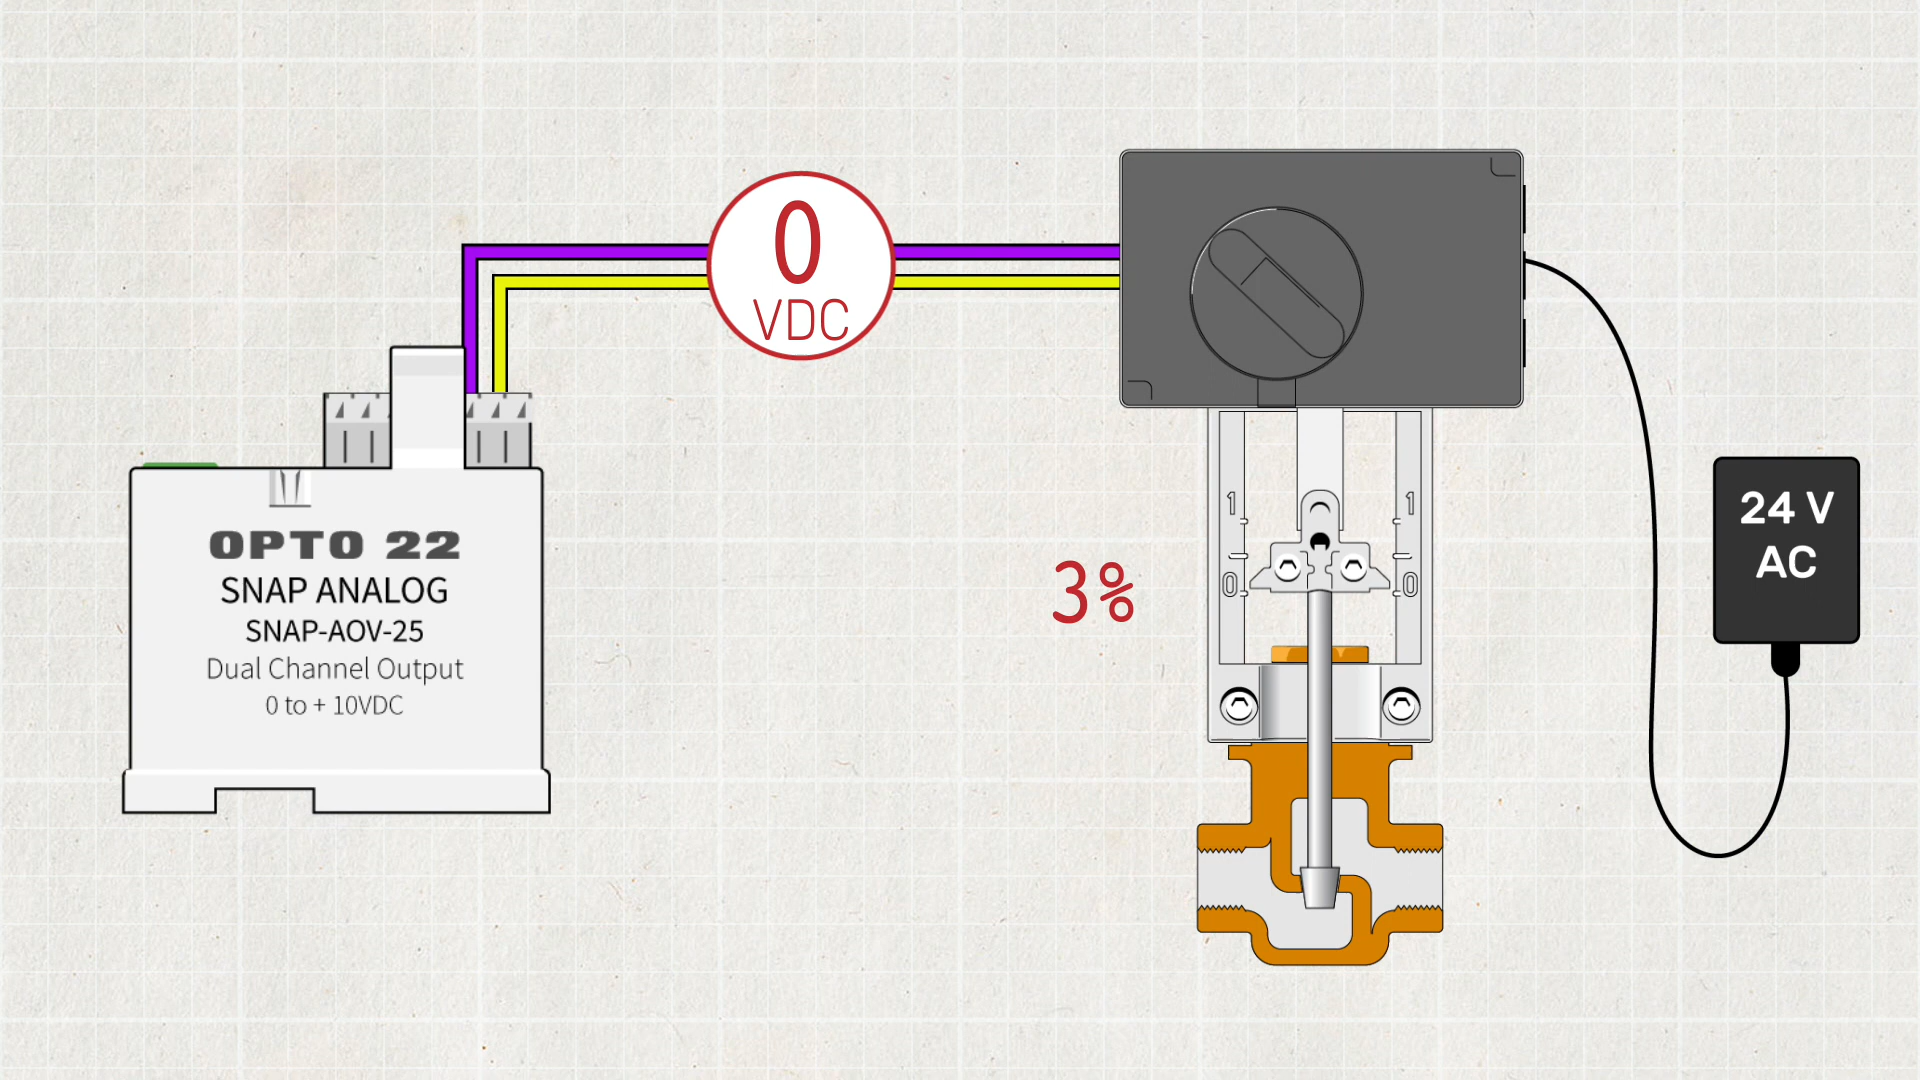 0
VDC
OPTO 22
SNAP ANALOG
SNAP-AOV-25
Dual Channel Output
0 to + 10VDC
3%
1 1
0 0
24 V
AC